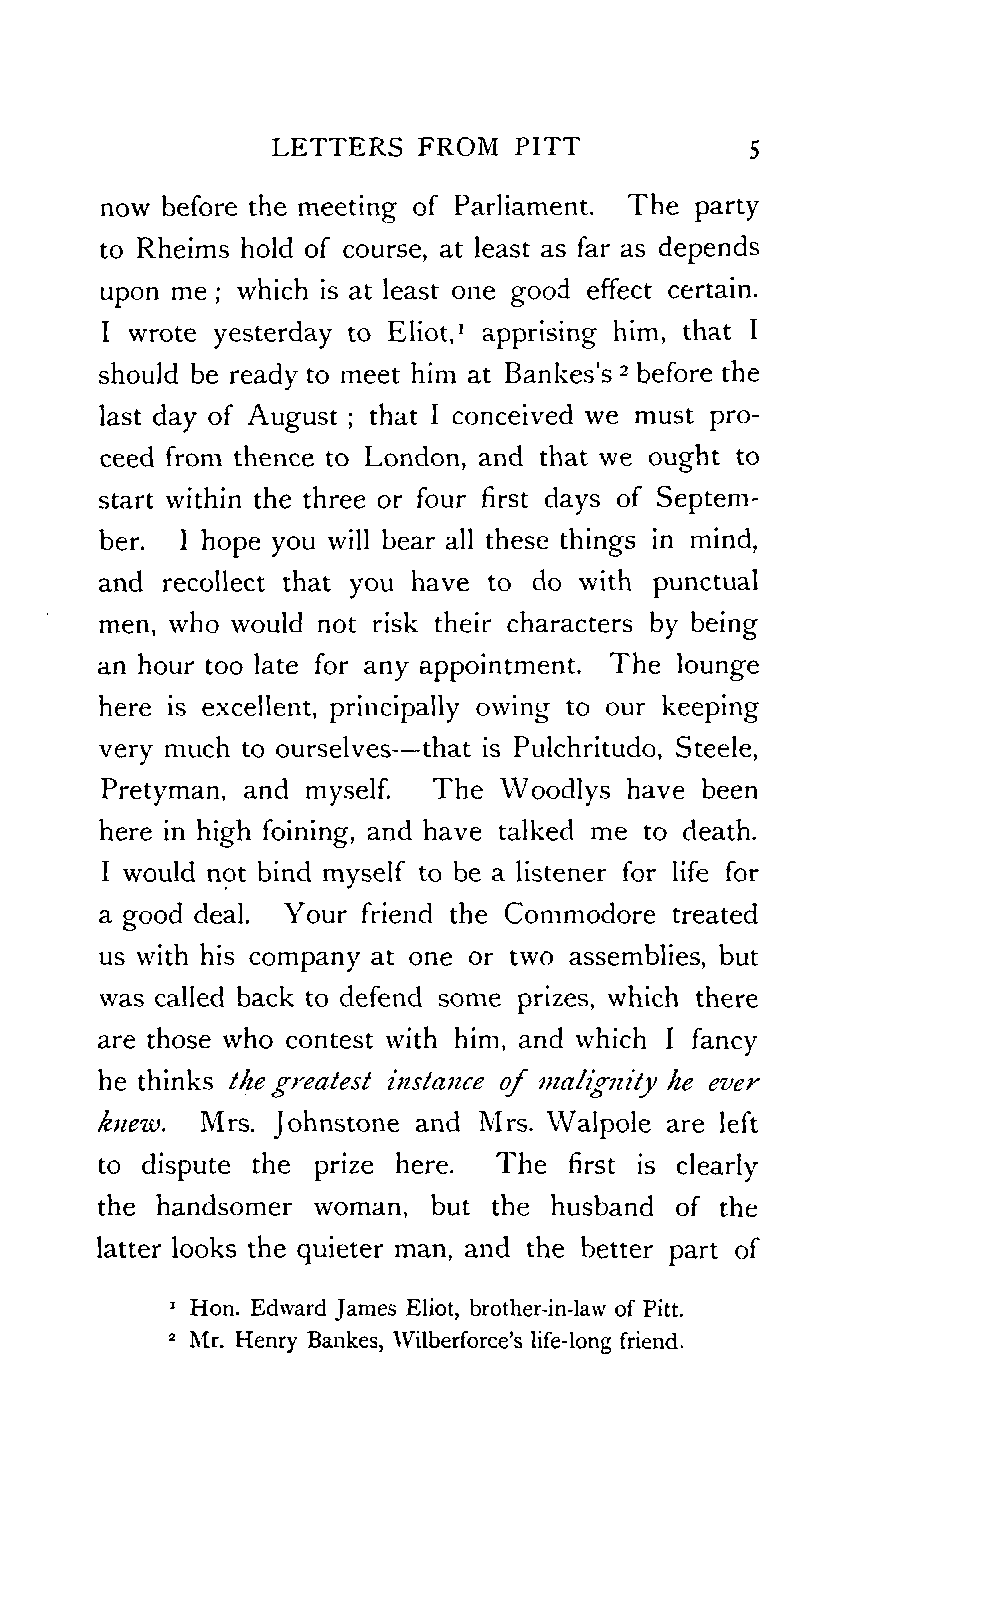 LETTERS FROM PITT 5
now before the meeting of Parliament. The party
to Rheims hold of course, at least as far as depends
upon me ; which is at least one good effect certain.
I wrote yesterday to Eliot,¹ apprising him, that I
should be ready to meet him at Bankes's ² before the
last day of August ; that I conceived we must pro-
ceed from thence to London, and that we ought to
start within the three or four first days of Septem-
ber. I hope you will bear all these things in mind,
and recollect that you have to do with punctual
men, who would not risk their characters by being
an hour too late for any appointment. The lounge
here is excellent, principally owing to our keeping
very much to ourselves—that is Pulchritudo, Steele,
Pretyman, and myself. The Woodlys have been
here in high foining, and have talked me to death.
I would not bind myself to be a listener for life for
a good deal. Your friend the Commodore treated
us with his company at one or two assemblies, but
was called back to defend some prizes, which there
are those who contest with him, and which I fancy
he thinks the greatest instance of malignity he ever
knew. Mrs. Johnstone and Mrs. Walpole are left
to dispute the prize here. The first is clearly
the handsomer woman, but the husband of the
latter looks the quieter man, and the better part of
¹ Hon. Edward James Eliot, brother-in-law of Pitt.
² Mr. Henry Bankes, Wilberforce's life-long friend.